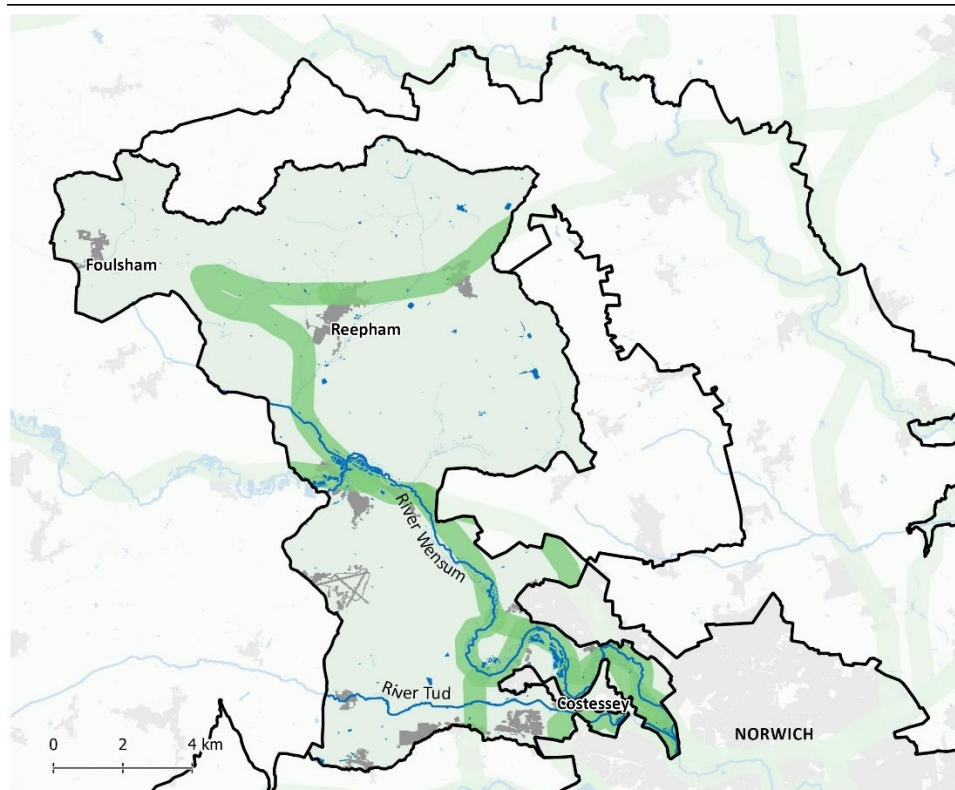 Foulsham
Reepham
River Wensum
River Tud
Costessey
NORWICH
0 2 4 km